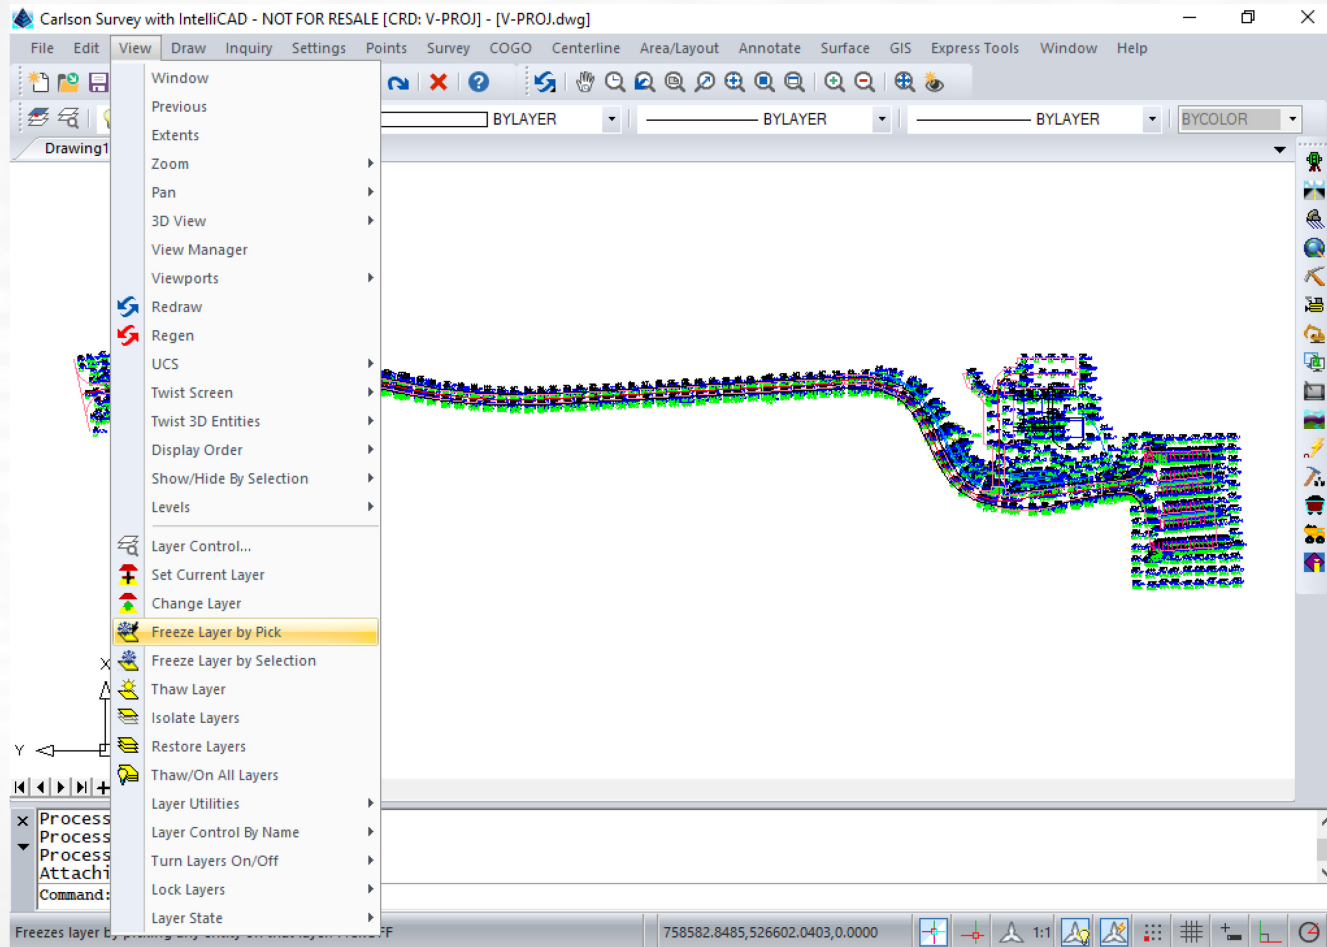 Carlson Survey with IntelliCAD - NOT FOR RESALE [CRD: V-PROJ] - [V-PROJ.dwg]
File Edit View Draw Inquiry Settings Points Survey COGO Centerline Area/Layout Annotate Surface GIS Express Tools Window Help
BYLAYER BYLAYER BYLAYER BYCOLOR
Drawing1
Window
Previous
Extents
Zoom
Pan
3D View
View Manager
Viewports
Redraw
Regen
UCS
Twist Screen
Twist 3D Entities
Display Order
Show/Hide By Selection
Levels
Layer Control...
Set Current Layer
Change Layer
Freeze Layer by Pick
Freeze Layer by Selection
Thaw Layer
Isolate Layers
Restore Layers
Thaw/On All Layers
Layer Utilities
Layer Control By Name
Turn Layers On/Off
Lock Layers
Layer State
X
Y
Process
Process
Process
Attachi
Command:
Freezes layer by 758582.8485,526602.0403,0.0000 1:1